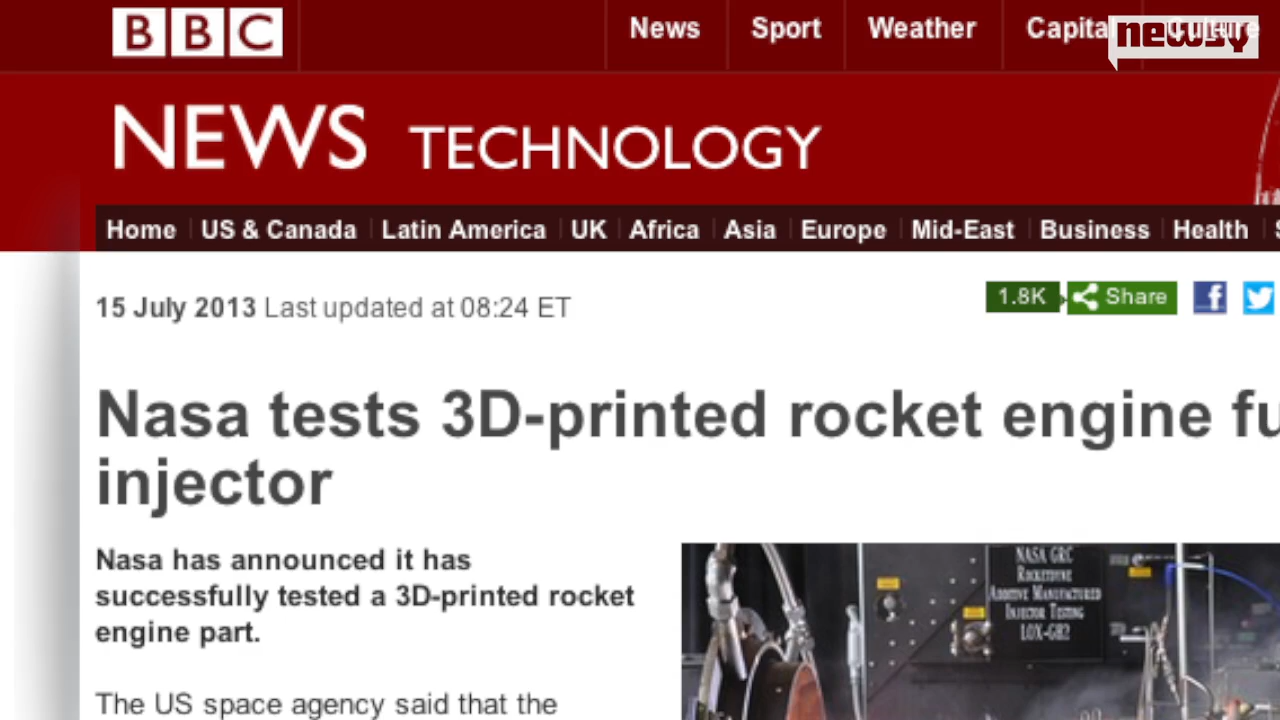 BBC
News Sport Weather Capital Culture
newsy
NEWS TECHNOLOGY
Home US & Canada Latin America UK Africa Asia Europe Mid-East Business Health
15 July 2013 Last updated at 08:24 ET
1.8K Share
Nasa tests 3D-printed rocket engine fu
injector
Nasa has announced it has
successfully tested a 3D-printed rocket
engine part.
The US space agency said that the
NASA GRC
Rocketdyne
Additive Manufactured
Injector Testing
LOX-GH2